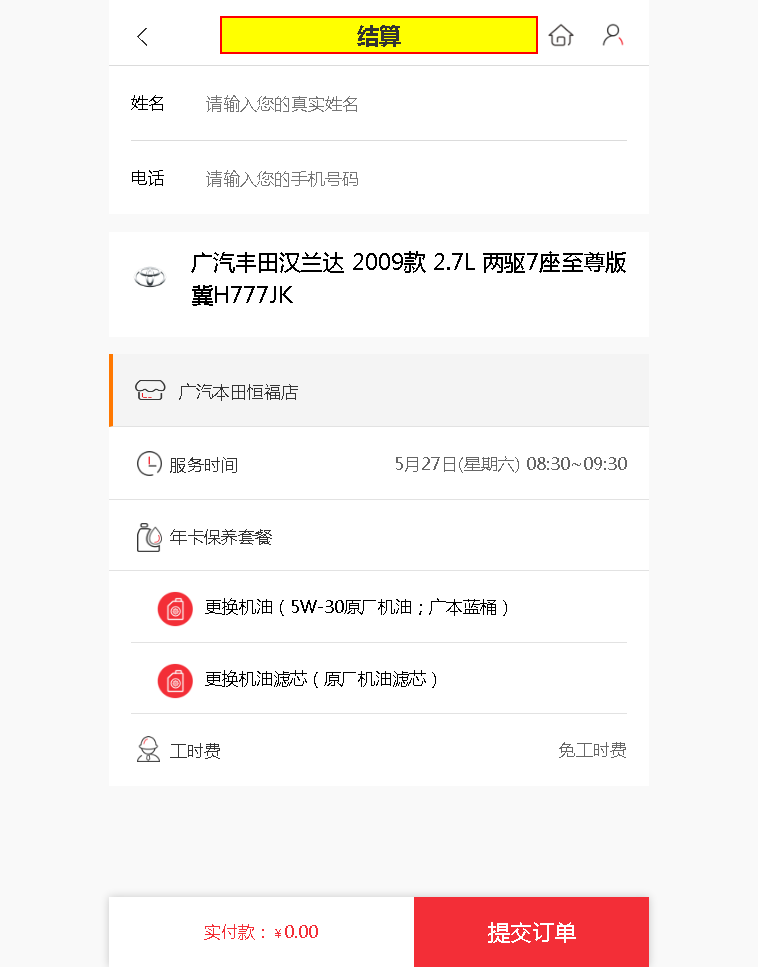 结算
姓名 请输入您的真实姓名
电话 请输入您的手机号码
广汽丰田汉兰达 2009款 2.7L 两驱7座至尊版
冀H777JK
广汽本田恒福店
服务时间 5月27日(星期六) 08:30~09:30
年卡保养套餐
更换机油（5W-30原厂机油；广本蓝桶）
更换机油滤芯（原厂机油滤芯）
工时费 免工时费
实付款：¥0.00 提交订单